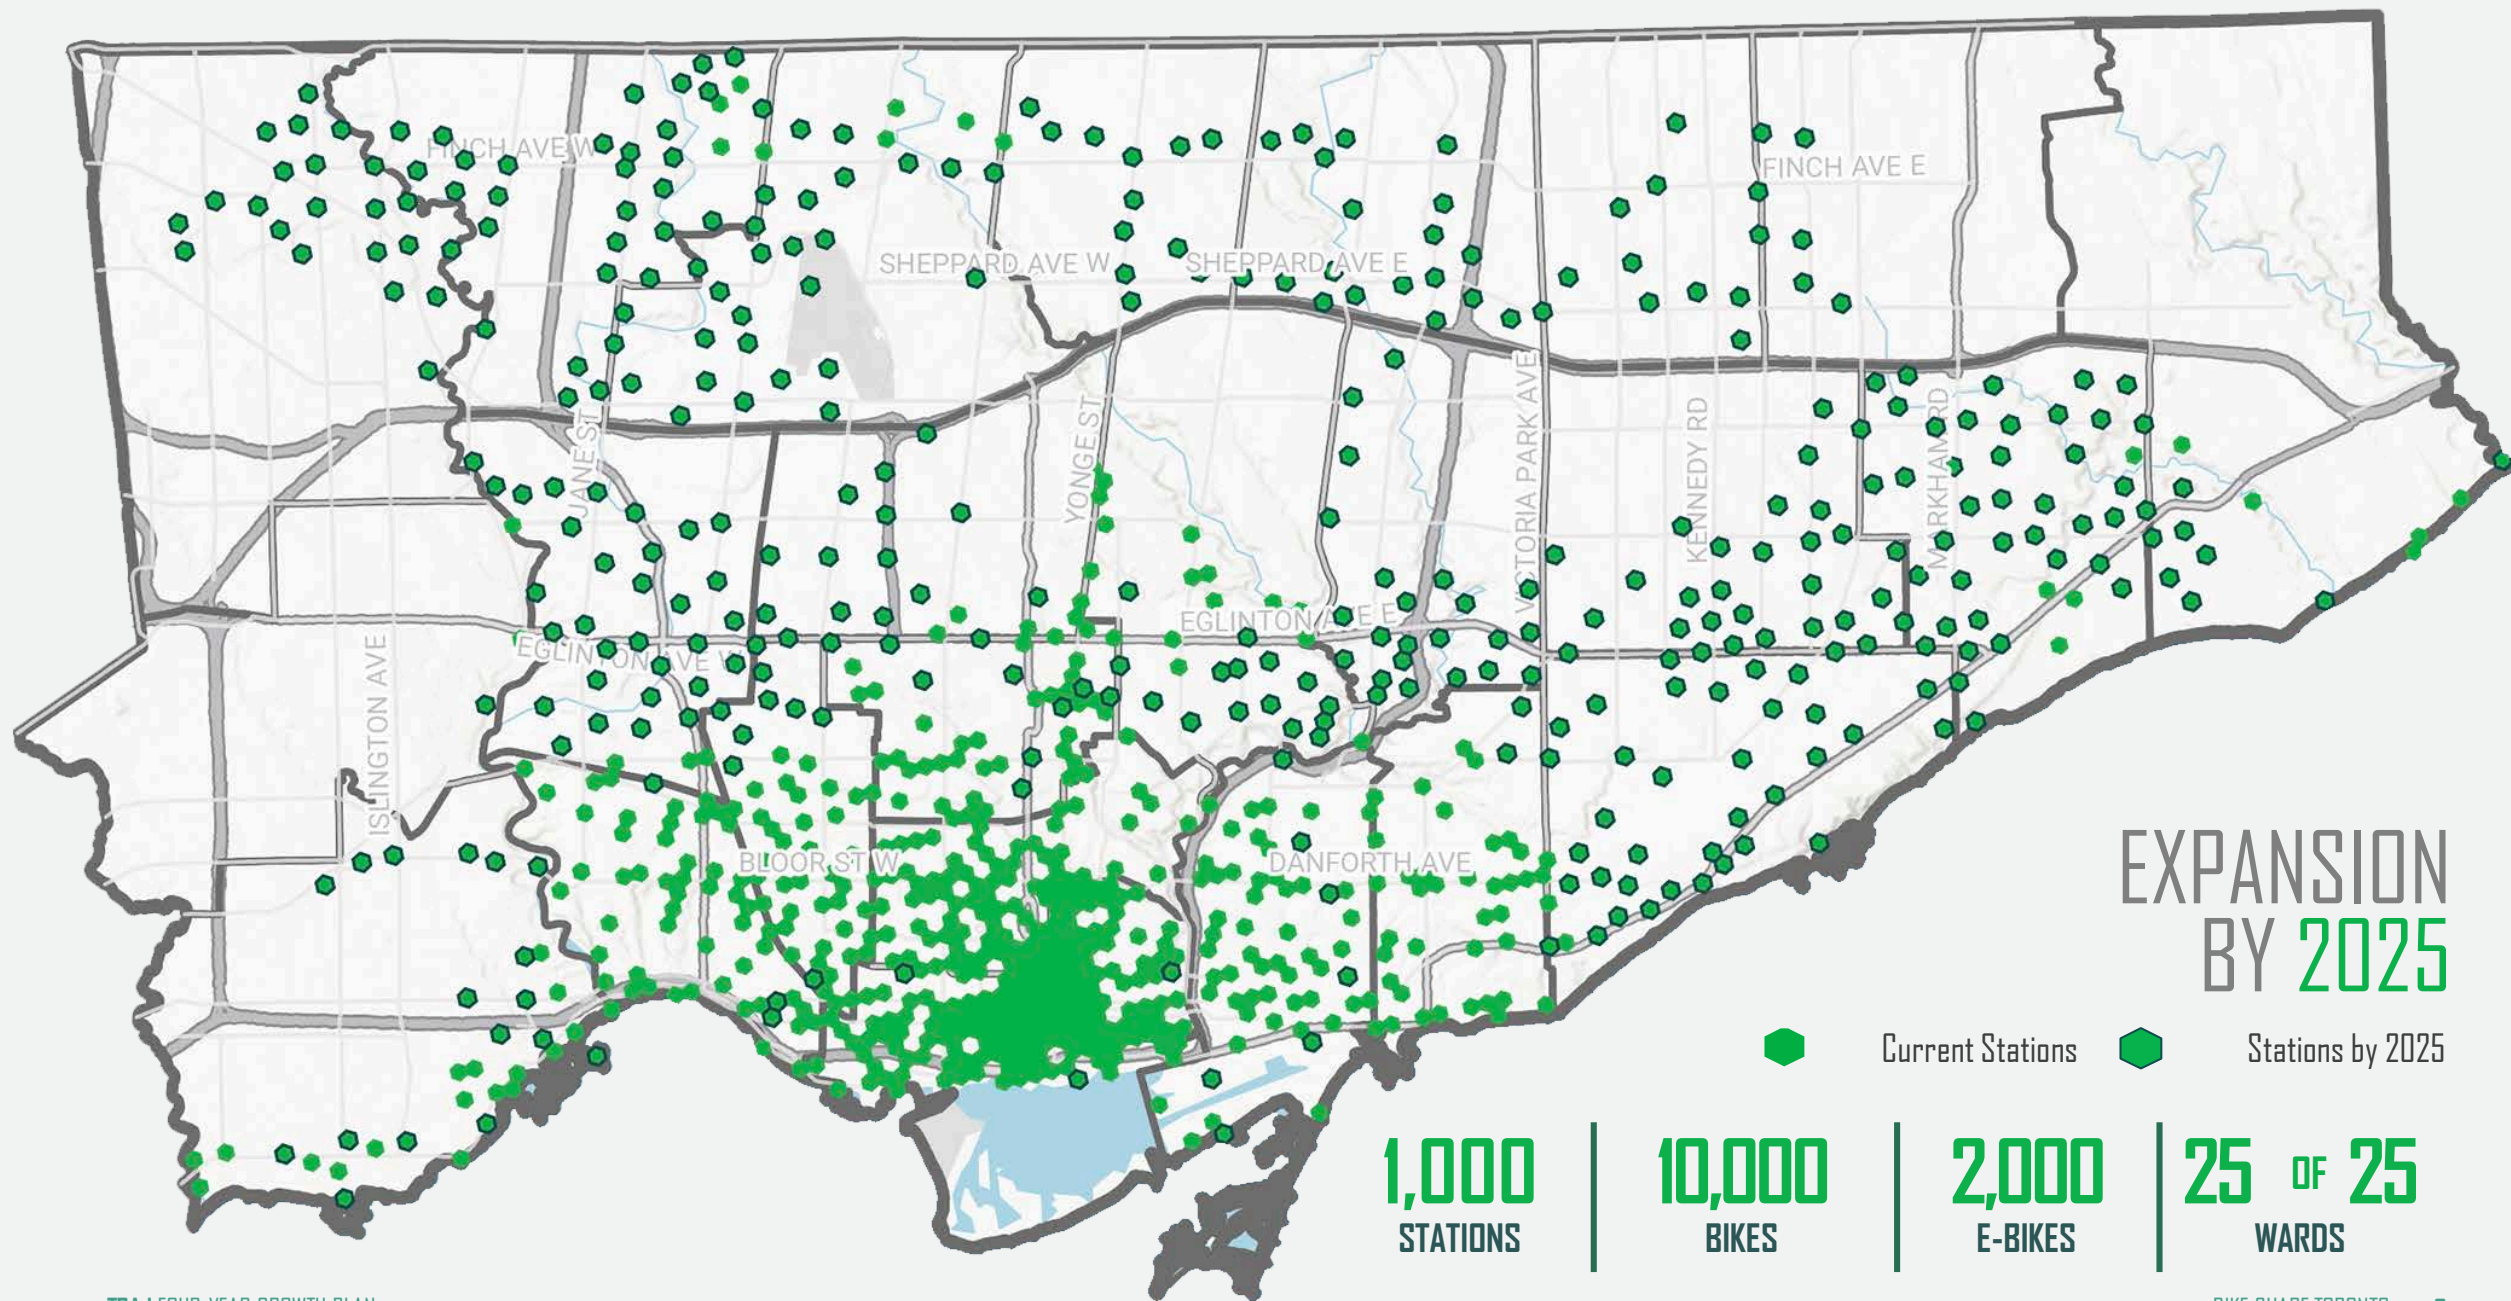 FINCH AVE W
FINCH AVE E
SHEPPARD AVE W
SHEPPARD AVE E
JANE ST
YONGE ST
VICTORIA PARK AVE
KENNEDY RD
MARKHAM RD
EGLINTON AVE E
EGLINTON AVE W
ISLINGTON AVE
BLOOR ST W
DANFORTH AVE
EXPANSION
BY 2025
Current Stations
Stations by 2025
1,000
STATIONS
10,000
BIKES
2,000
E-BIKES
25 OF 25
WARDS